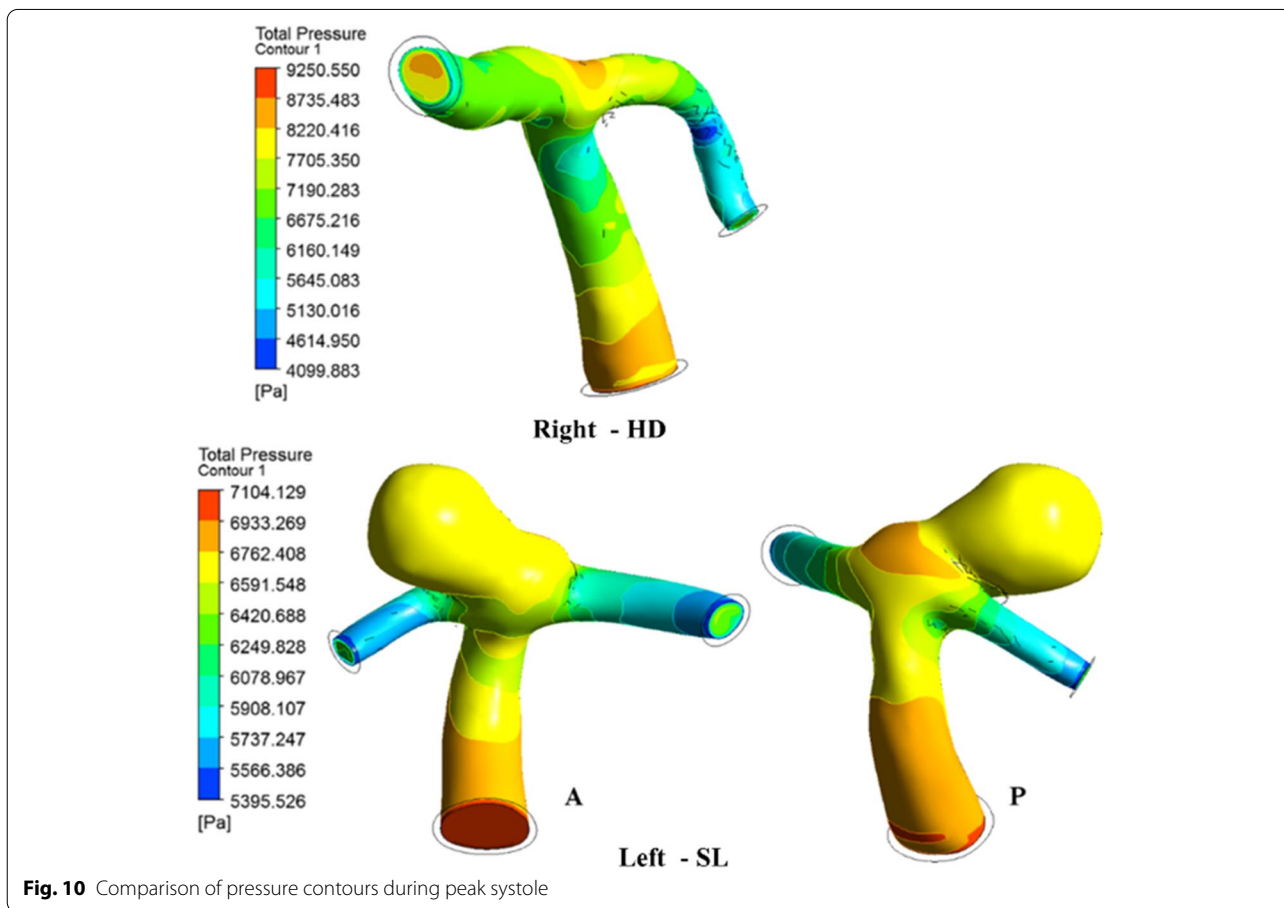 Total Pressure
Contour 1
9250.550
8735.483
8220.416
7705.350
7190.283
6675.216
6160.149
5645.083
5130.016
4614.950
4099.883
[Pa]
Right - HD
Total Pressure
Contour 1
7104.129
6933.269
6762.408
6591.548
6420.688
6249.828
6078.967
5908.107
5737.247
5566.386
5395.526
[Pa]
A
P
Left - SL
Fig. 10 Comparison of pressure contours during peak systole